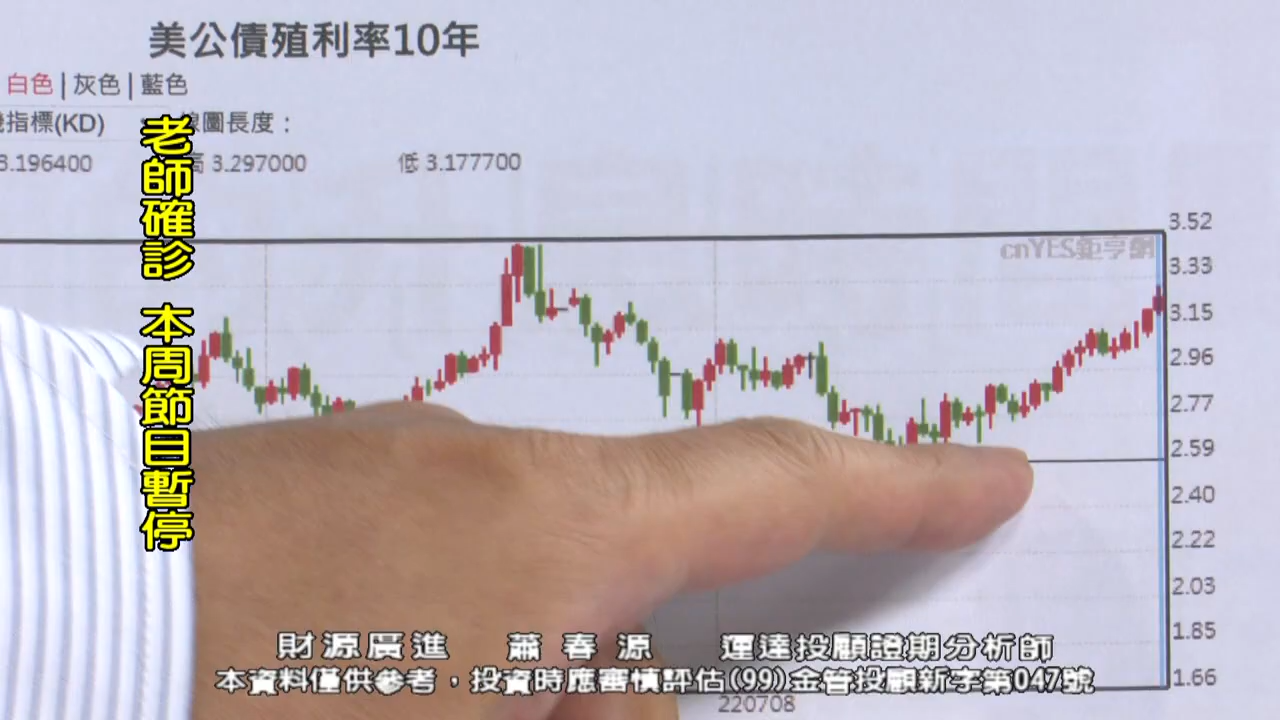 美公債殖利率10年
白色 | 灰色 | 藍色
指標(KD)
線圖長度：
3.196400
高 3.297000
低 3.177700
3.52
cnYES鉅亨網
3.33
3.15
2.96
2.77
2.59
2.40
2.22
2.03
1.85
1.66
220708
老師確診 本周節目暫停
財源廣進 蕭春源 運達投顧證期分析師
本資料僅供參考，投資時應審慎評估(99)金管投顧新字第047號